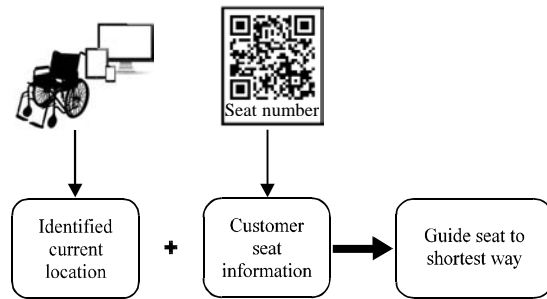 Seat number
Identified
current
location
+
Customer
seat
information
Guide seat to
shortest way